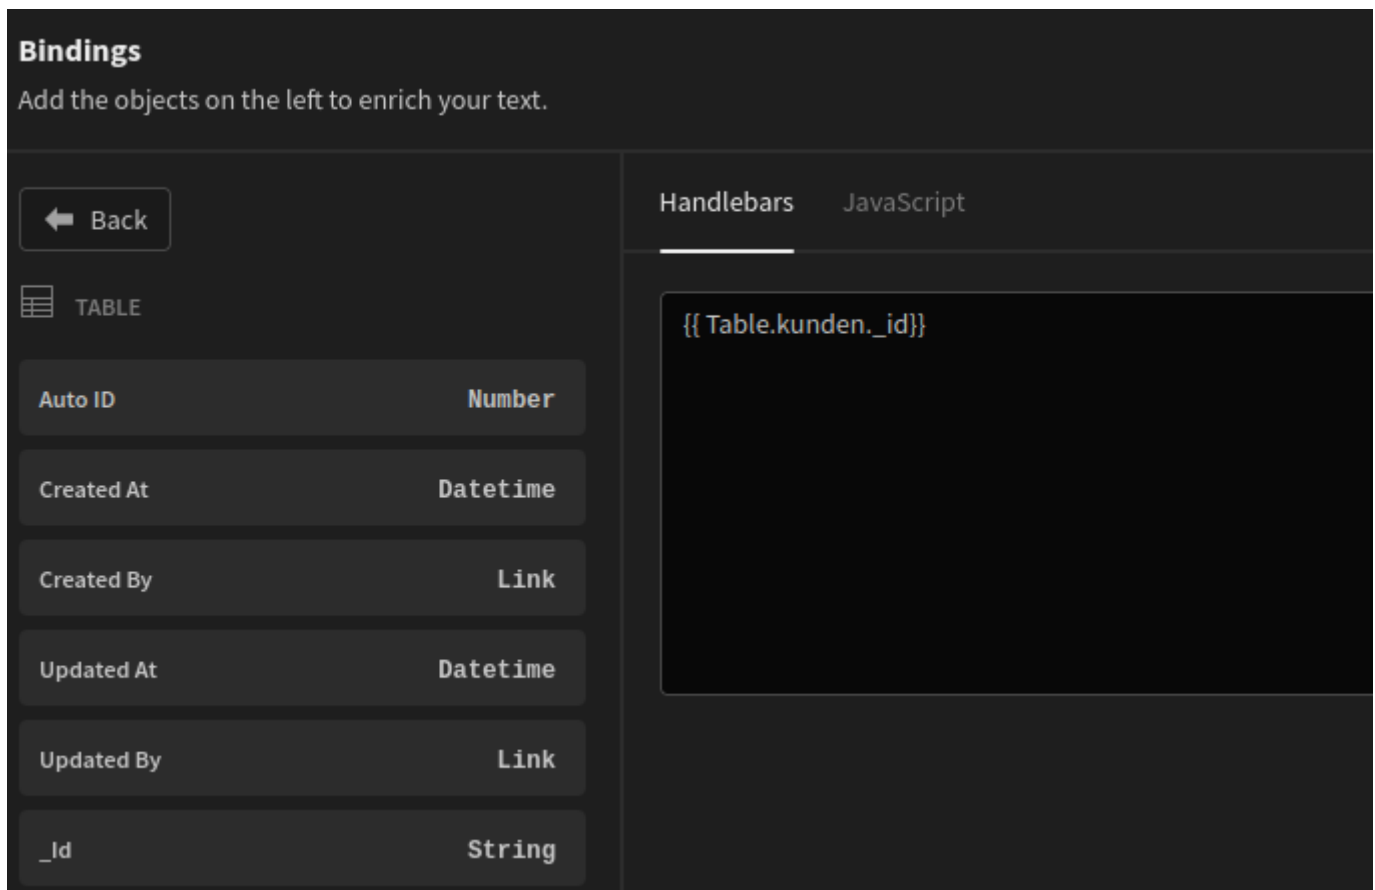 Bindings
Add the objects on the left to enrich your text.
Back
TABLE
Auto ID Number
Created At Datetime
Created By Link
Updated At Datetime
Updated By Link
_Id String
Handlebars JavaScript
{{ Table.kunden._id}}